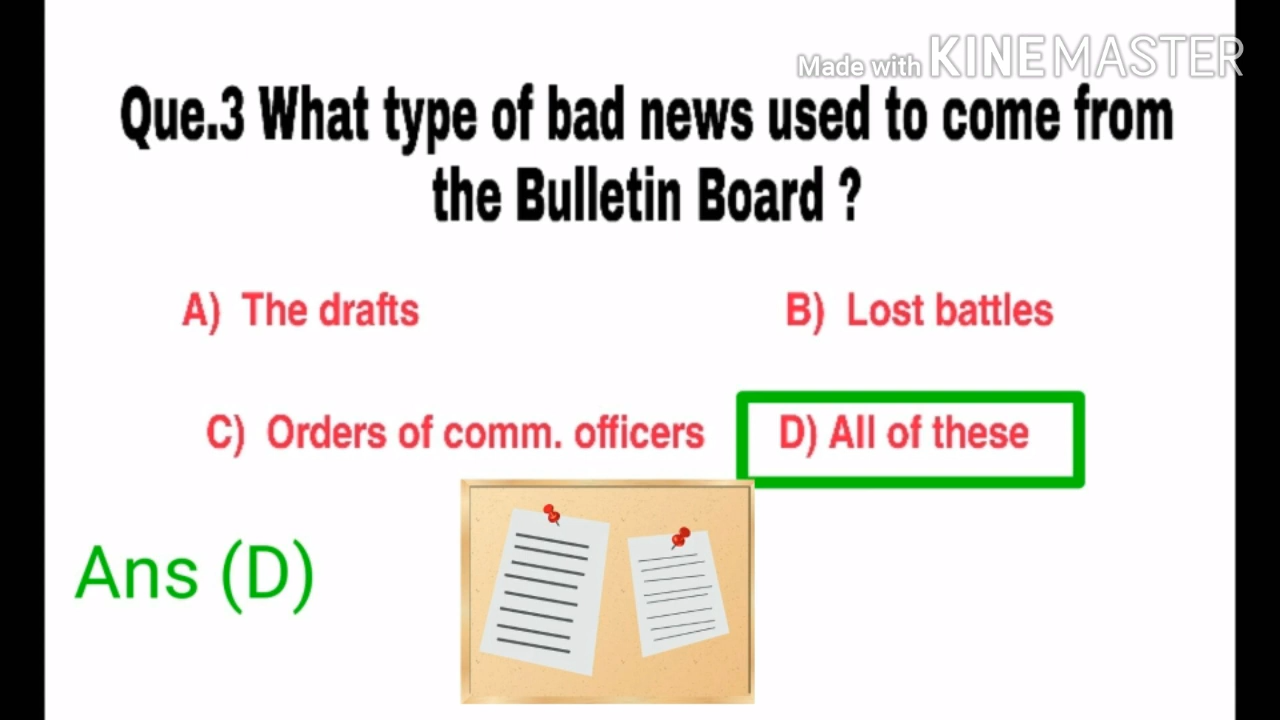 Made with KINEMASTER
Que.3 What type of bad news used to come from
the Bulletin Board ?
A) The drafts
B) Lost battles
C) Orders of comm. officers
D) All of these
Ans (D)